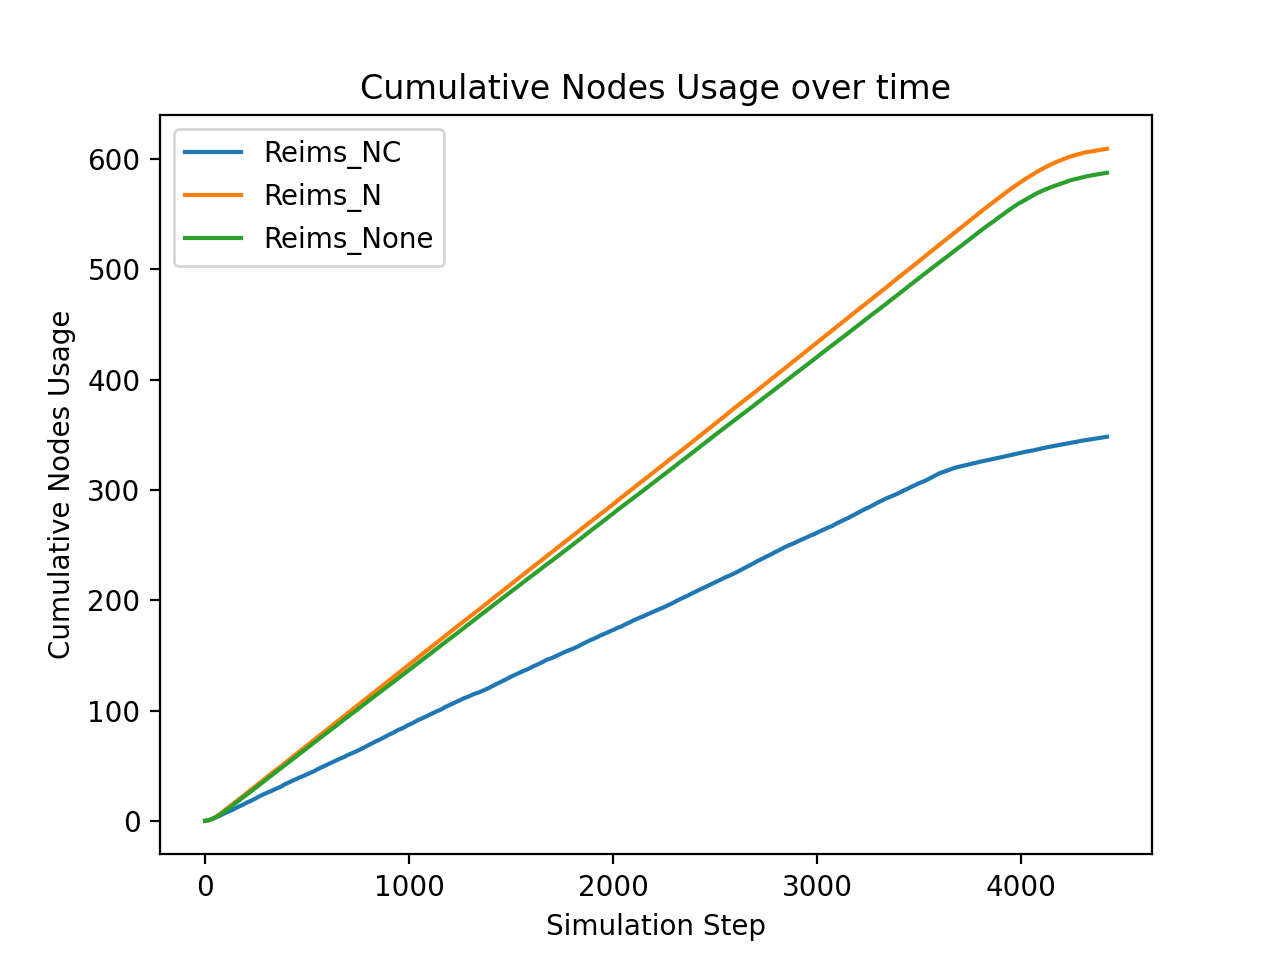 Cumulative Nodes Usage over time
Reims_NC
Reims_N
Reims_None
Cumulative Nodes Usage
600
500
400
300
200
100
0
0 1000 2000 3000 4000
Simulation Step